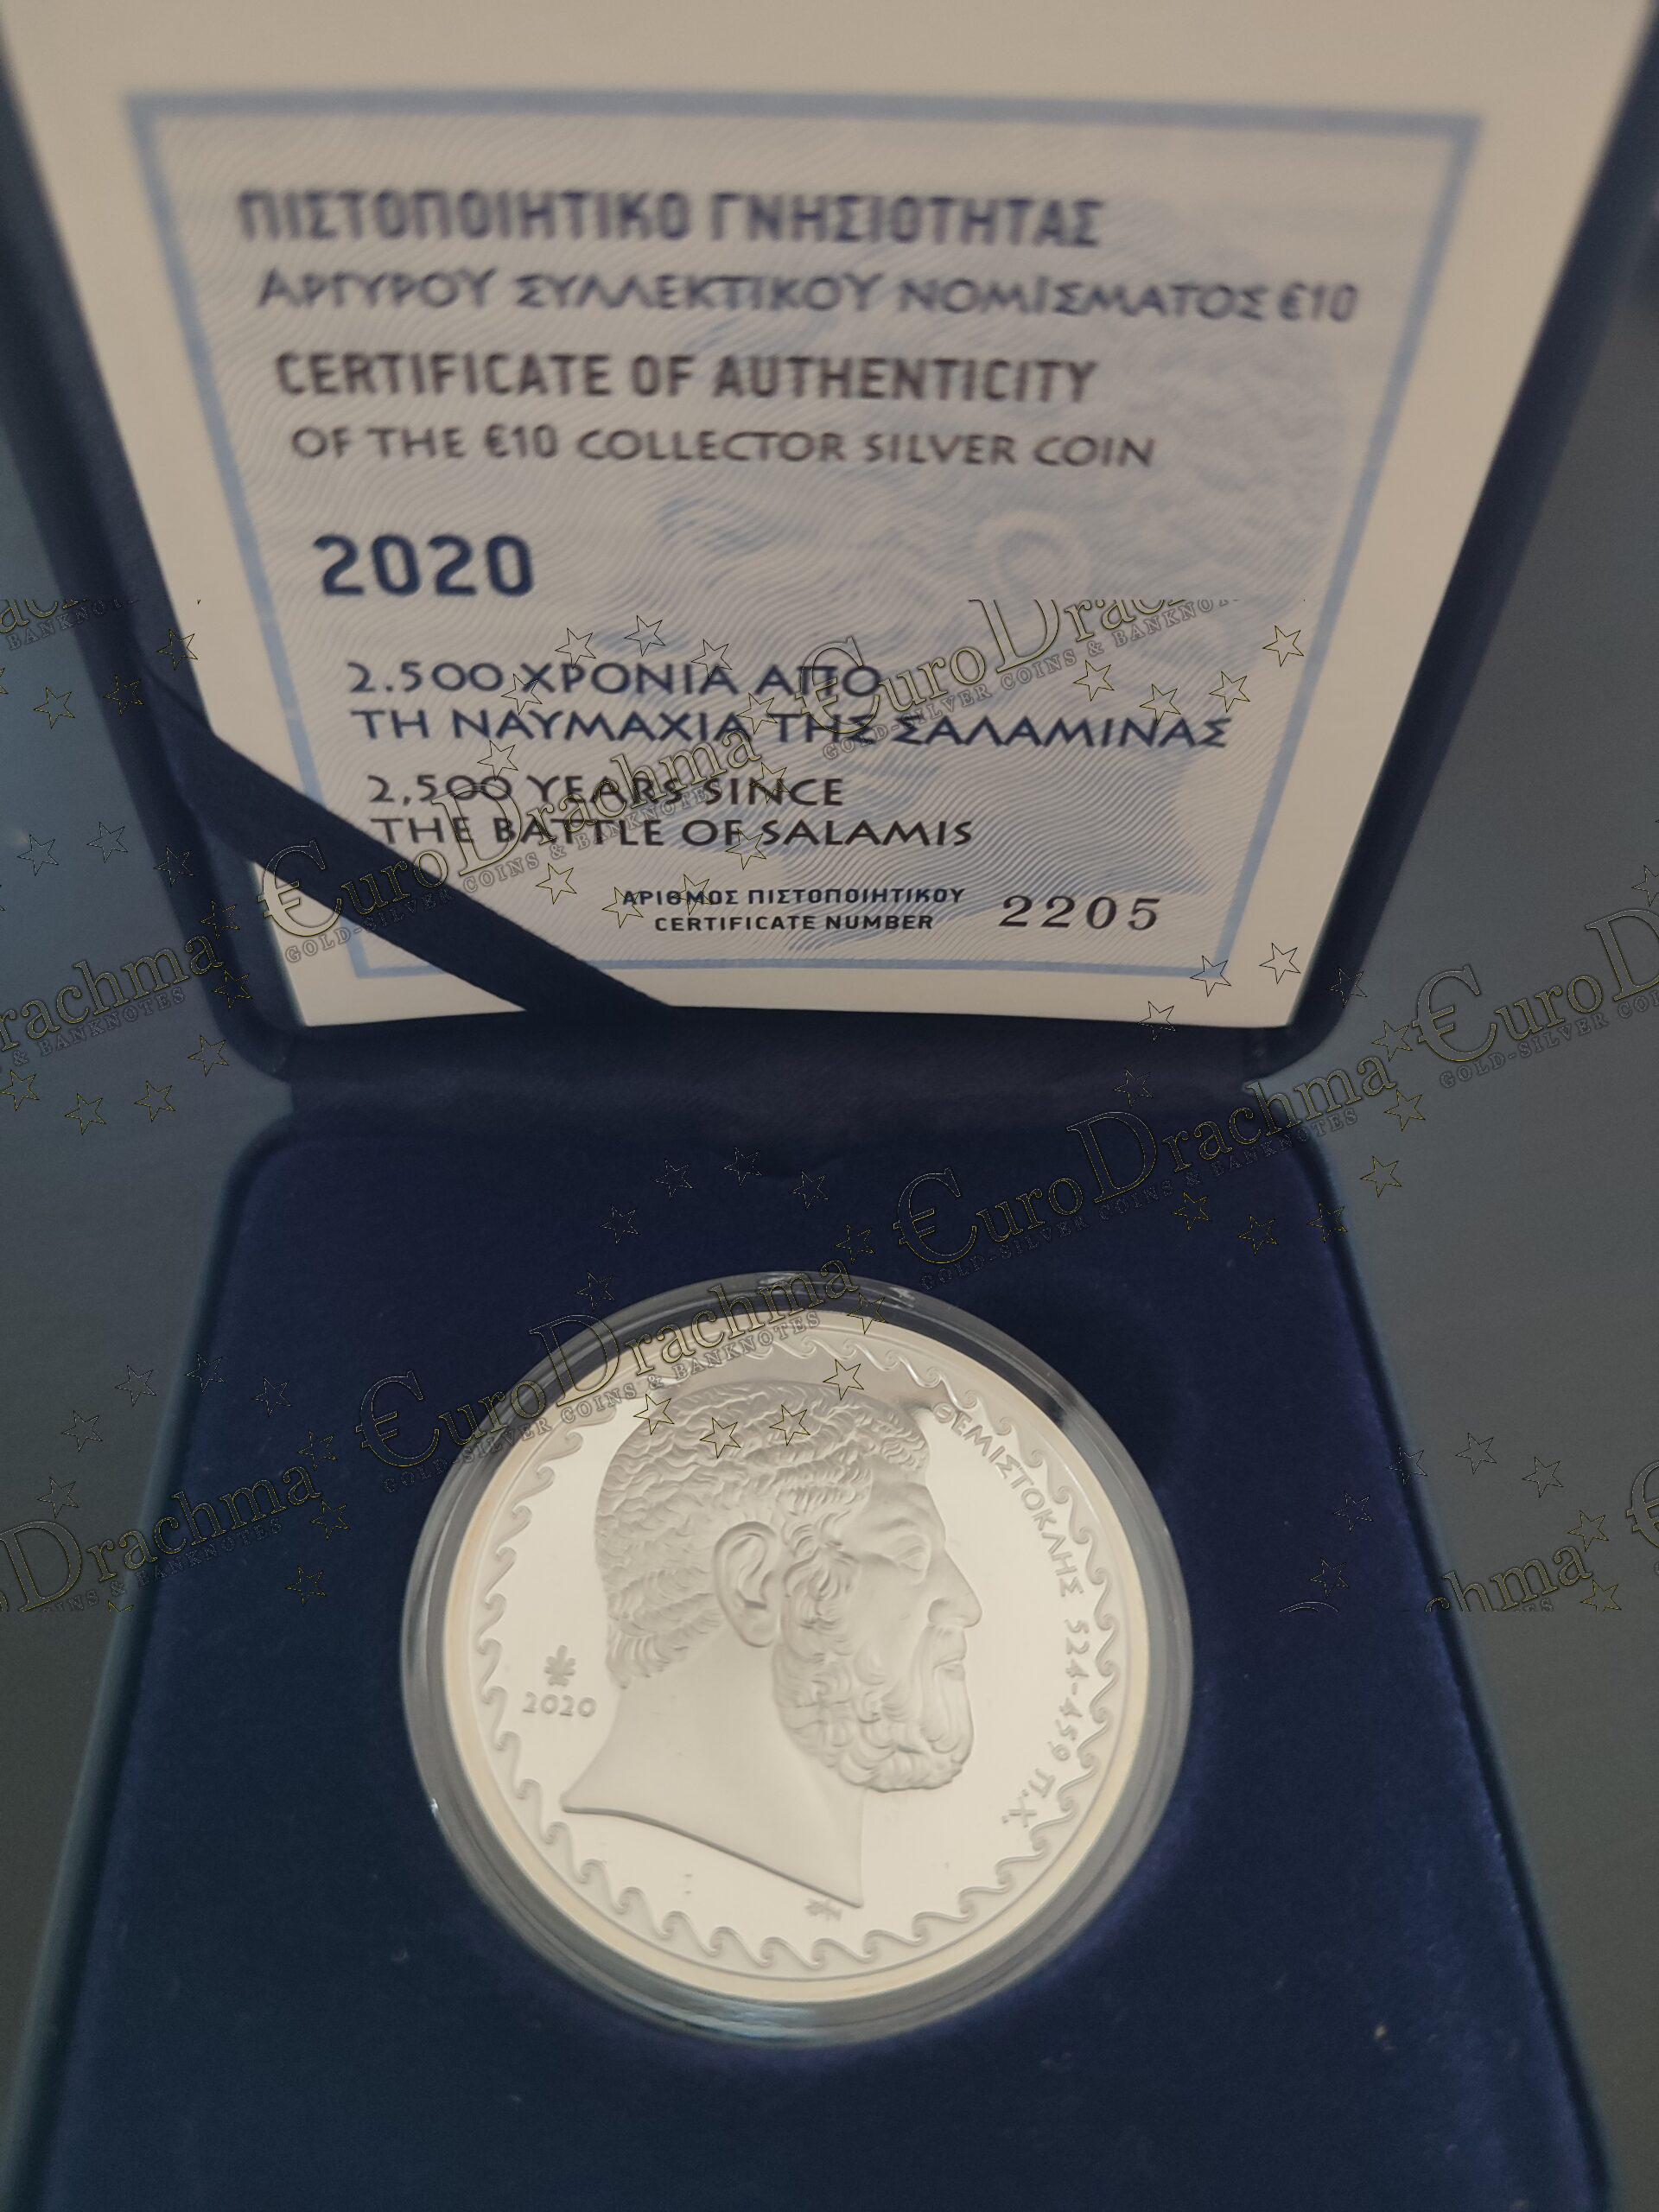 ΠΙΣΤΟΠΟΙΗΤΙΚΟ ΓΝΗΣΙΟΤΗΤΑΣ
ΑΡΓΥΡΟΥ ΣΥΛΛΕΚΤΙΚΟΥ ΝΟΜΙΣΜΑΤΟΣ €10
CERTIFICATE OF AUTHENTICITY
OF THE €10 COLLECTOR SILVER COIN
2020
2.500 ΧΡΟΝΙΑ ΑΠΟ
ΤΗ ΝΑΥΜΑΧΙΑ ΤΗΣ ΣΑΛΑΜΙΝΑΣ
2,500 YEARS SINCE
THE BATTLE OF SALAMIS
ΑΡΙΘΜΟΣ ΠΙΣΤΟΠΟΙΗΤΙΚΟΥ
CERTIFICATE NUMBER 2205
€uroDrachma
GOLD-SILVER COINS & BANKNOTES
ΘΕΜΙΣΤΟΚΛΗΣ 524-459 Π.Χ.
2020